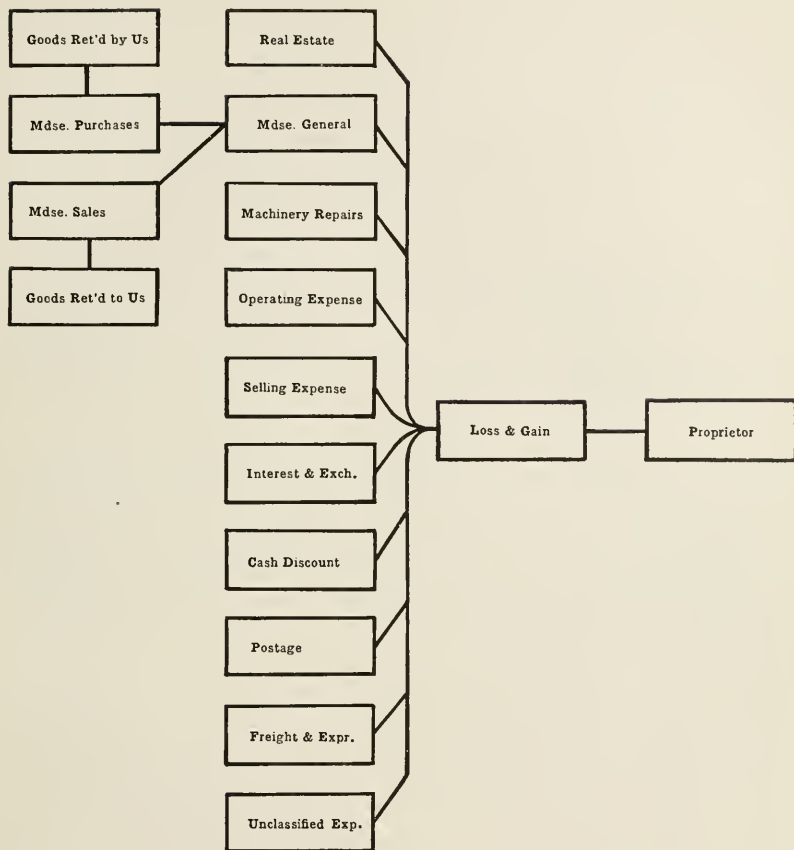 Goods Ret'd by Us
Mdse. Purchases
Mdse. Sales
Goods Ret'd to Us
Real Estate
Mdse. General
Machinery Repairs
Operating Expense
Selling Expense
Interest & Exch.
Cash Discount
Postage
Freight & Expr.
Unclassified Exp.
Loss & Gain
Proprietor